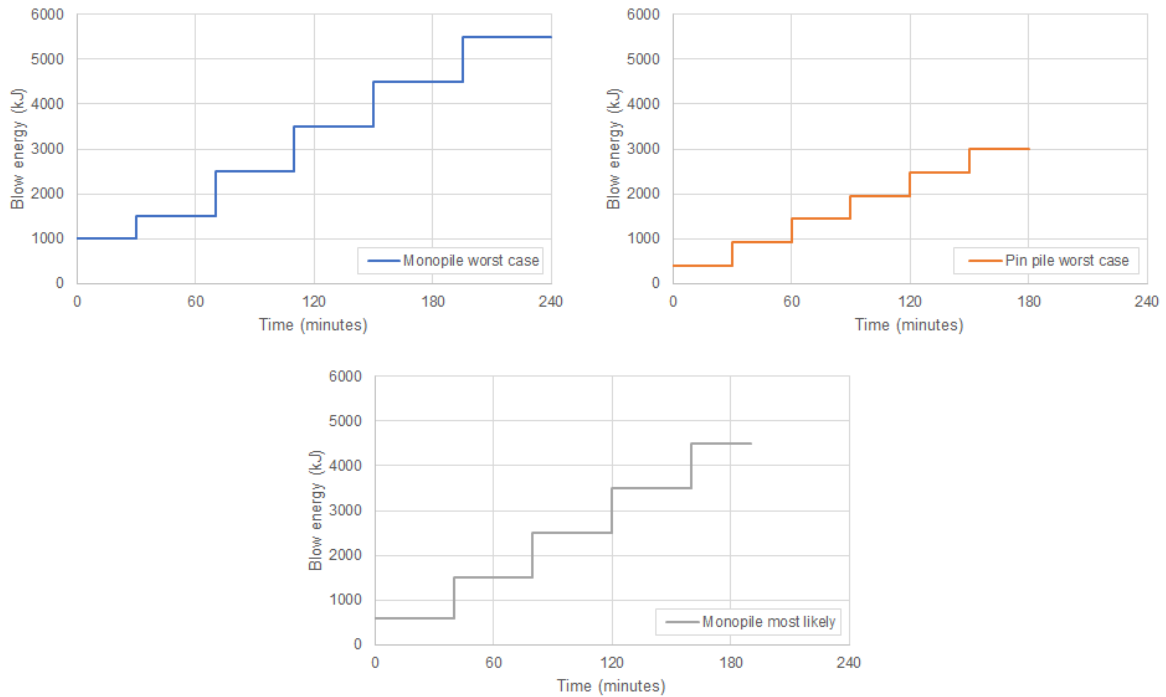 6000
5000
4000
3000
2000
1000
0
Blow energy (kJ)
Monopile worst case
0 60 120 180 240
Time (minutes)
6000
5000
4000
3000
2000
1000
0
Blow energy (kJ)
Pin pile worst case
0 60 120 180 240
Time (minutes)
6000
5000
4000
3000
2000
1000
0
Blow energy (kJ)
Monopile most likely
0 60 120 180 240
Time (minutes)